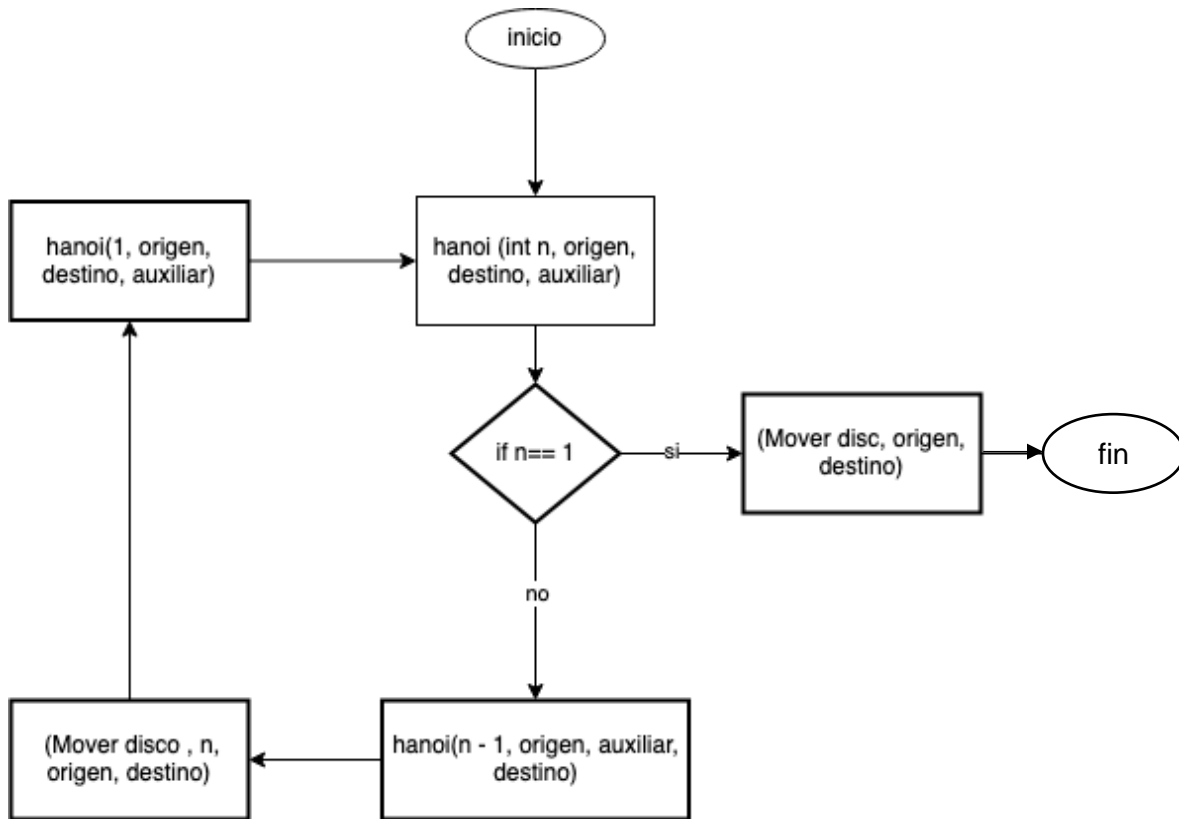 inicio
hanoi(1, origen,
destino, auxiliar)
hanoi (int n, origen,
destino, auxiliar)
if n== 1
si
(Mover disc, origen,
destino)
fin
no
(Mover disco , n,
origen, destino)
hanoi(n - 1, origen, auxiliar,
destino)